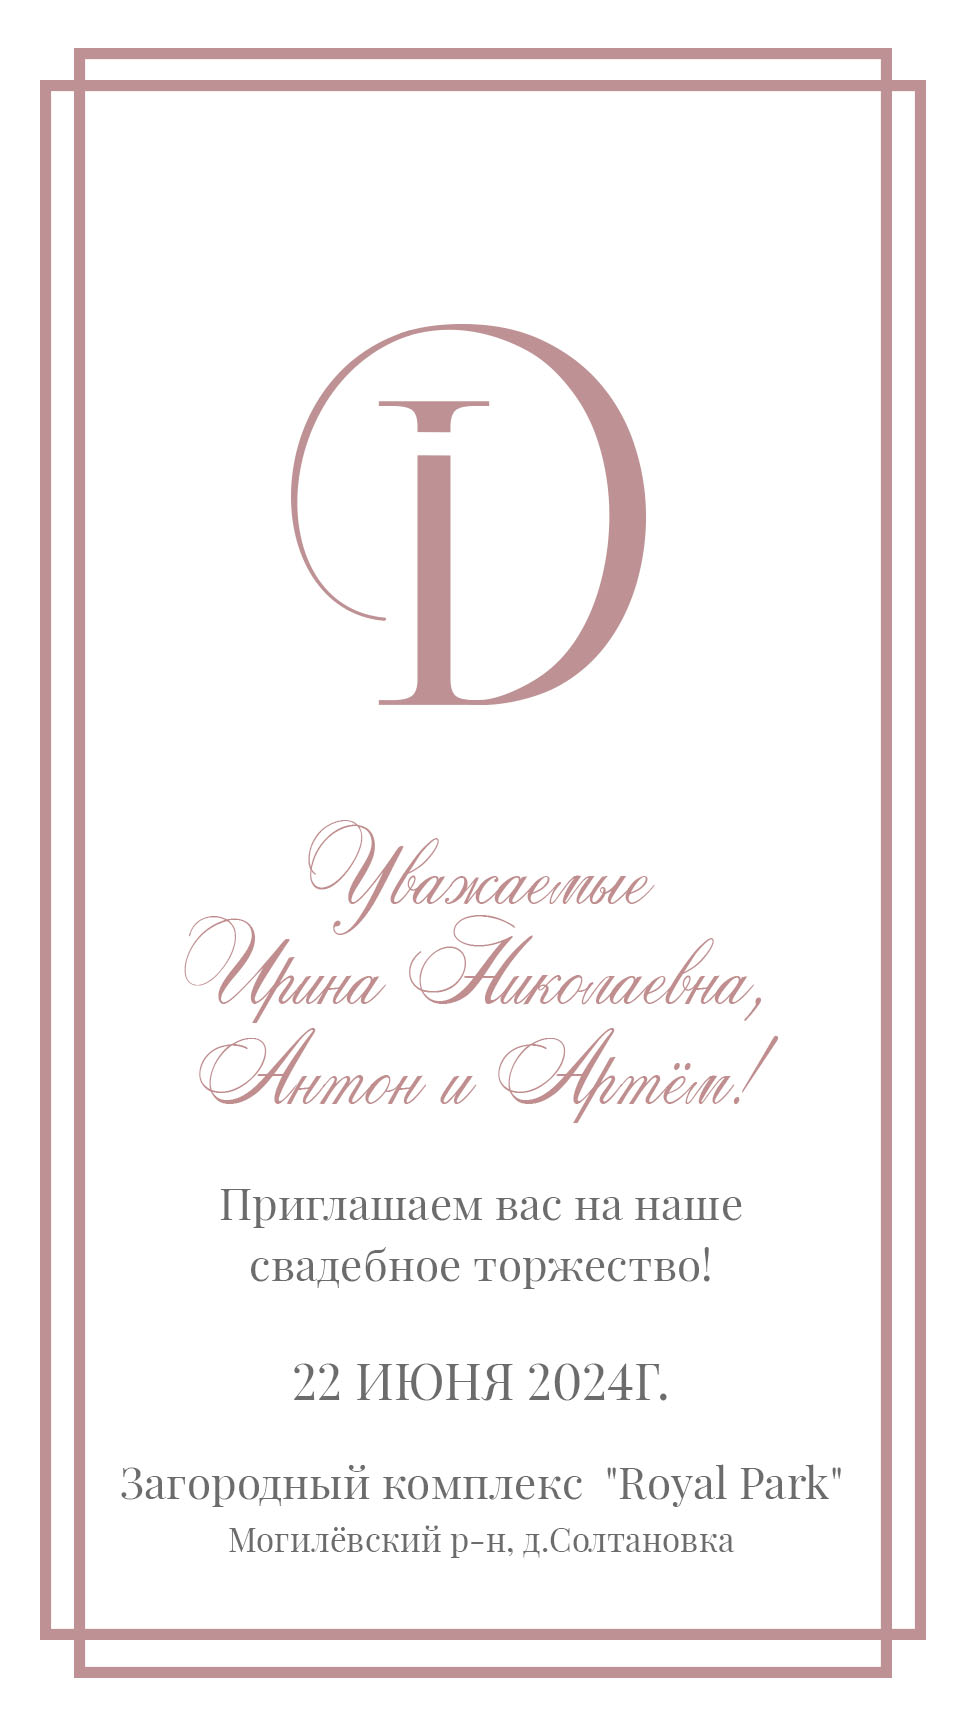 Уважаемые
Ирина Николаевна,
Антон и Артём!
Приглашаем вас на наше
свадебное торжество!
22 ИЮНЯ 2024Г.
Загородный комплекс "Royal Park"
Могилёвский р-н, д.Солтановка